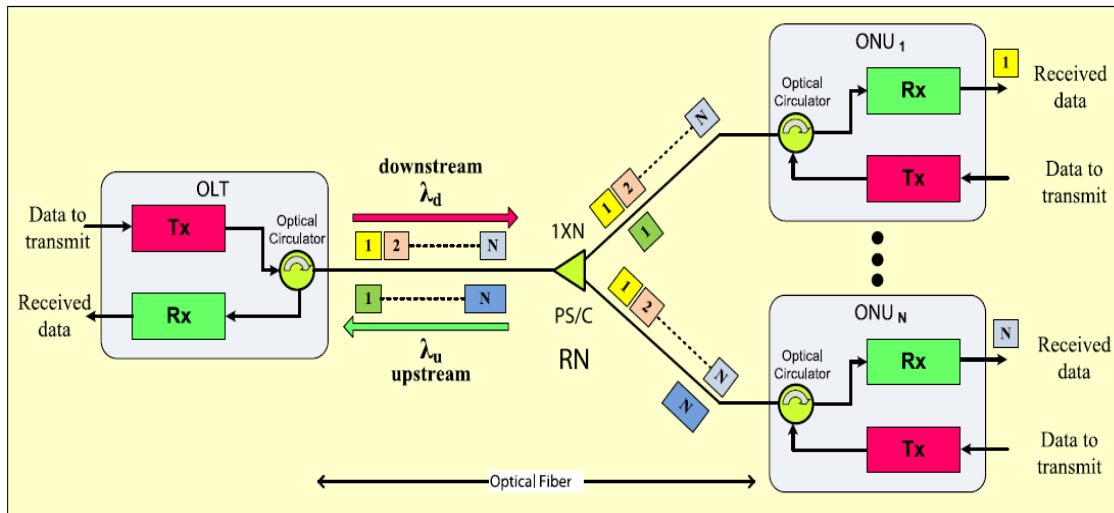 OLT
Data to
transmit
Tx
Optical
Circulator
Received
data
Rx
downstream
λd
1 2 N
1 N
λu
upstream
1XN
PS/C
RN
1 2 N
1
1 2 N
N
Optical Fiber
ONU 1
Optical
Circulator
Rx
Tx
1
Received
data
Data to
transmit
ONU N
Optical
Circulator
Rx
Tx
N
Received
data
Data to
transmit